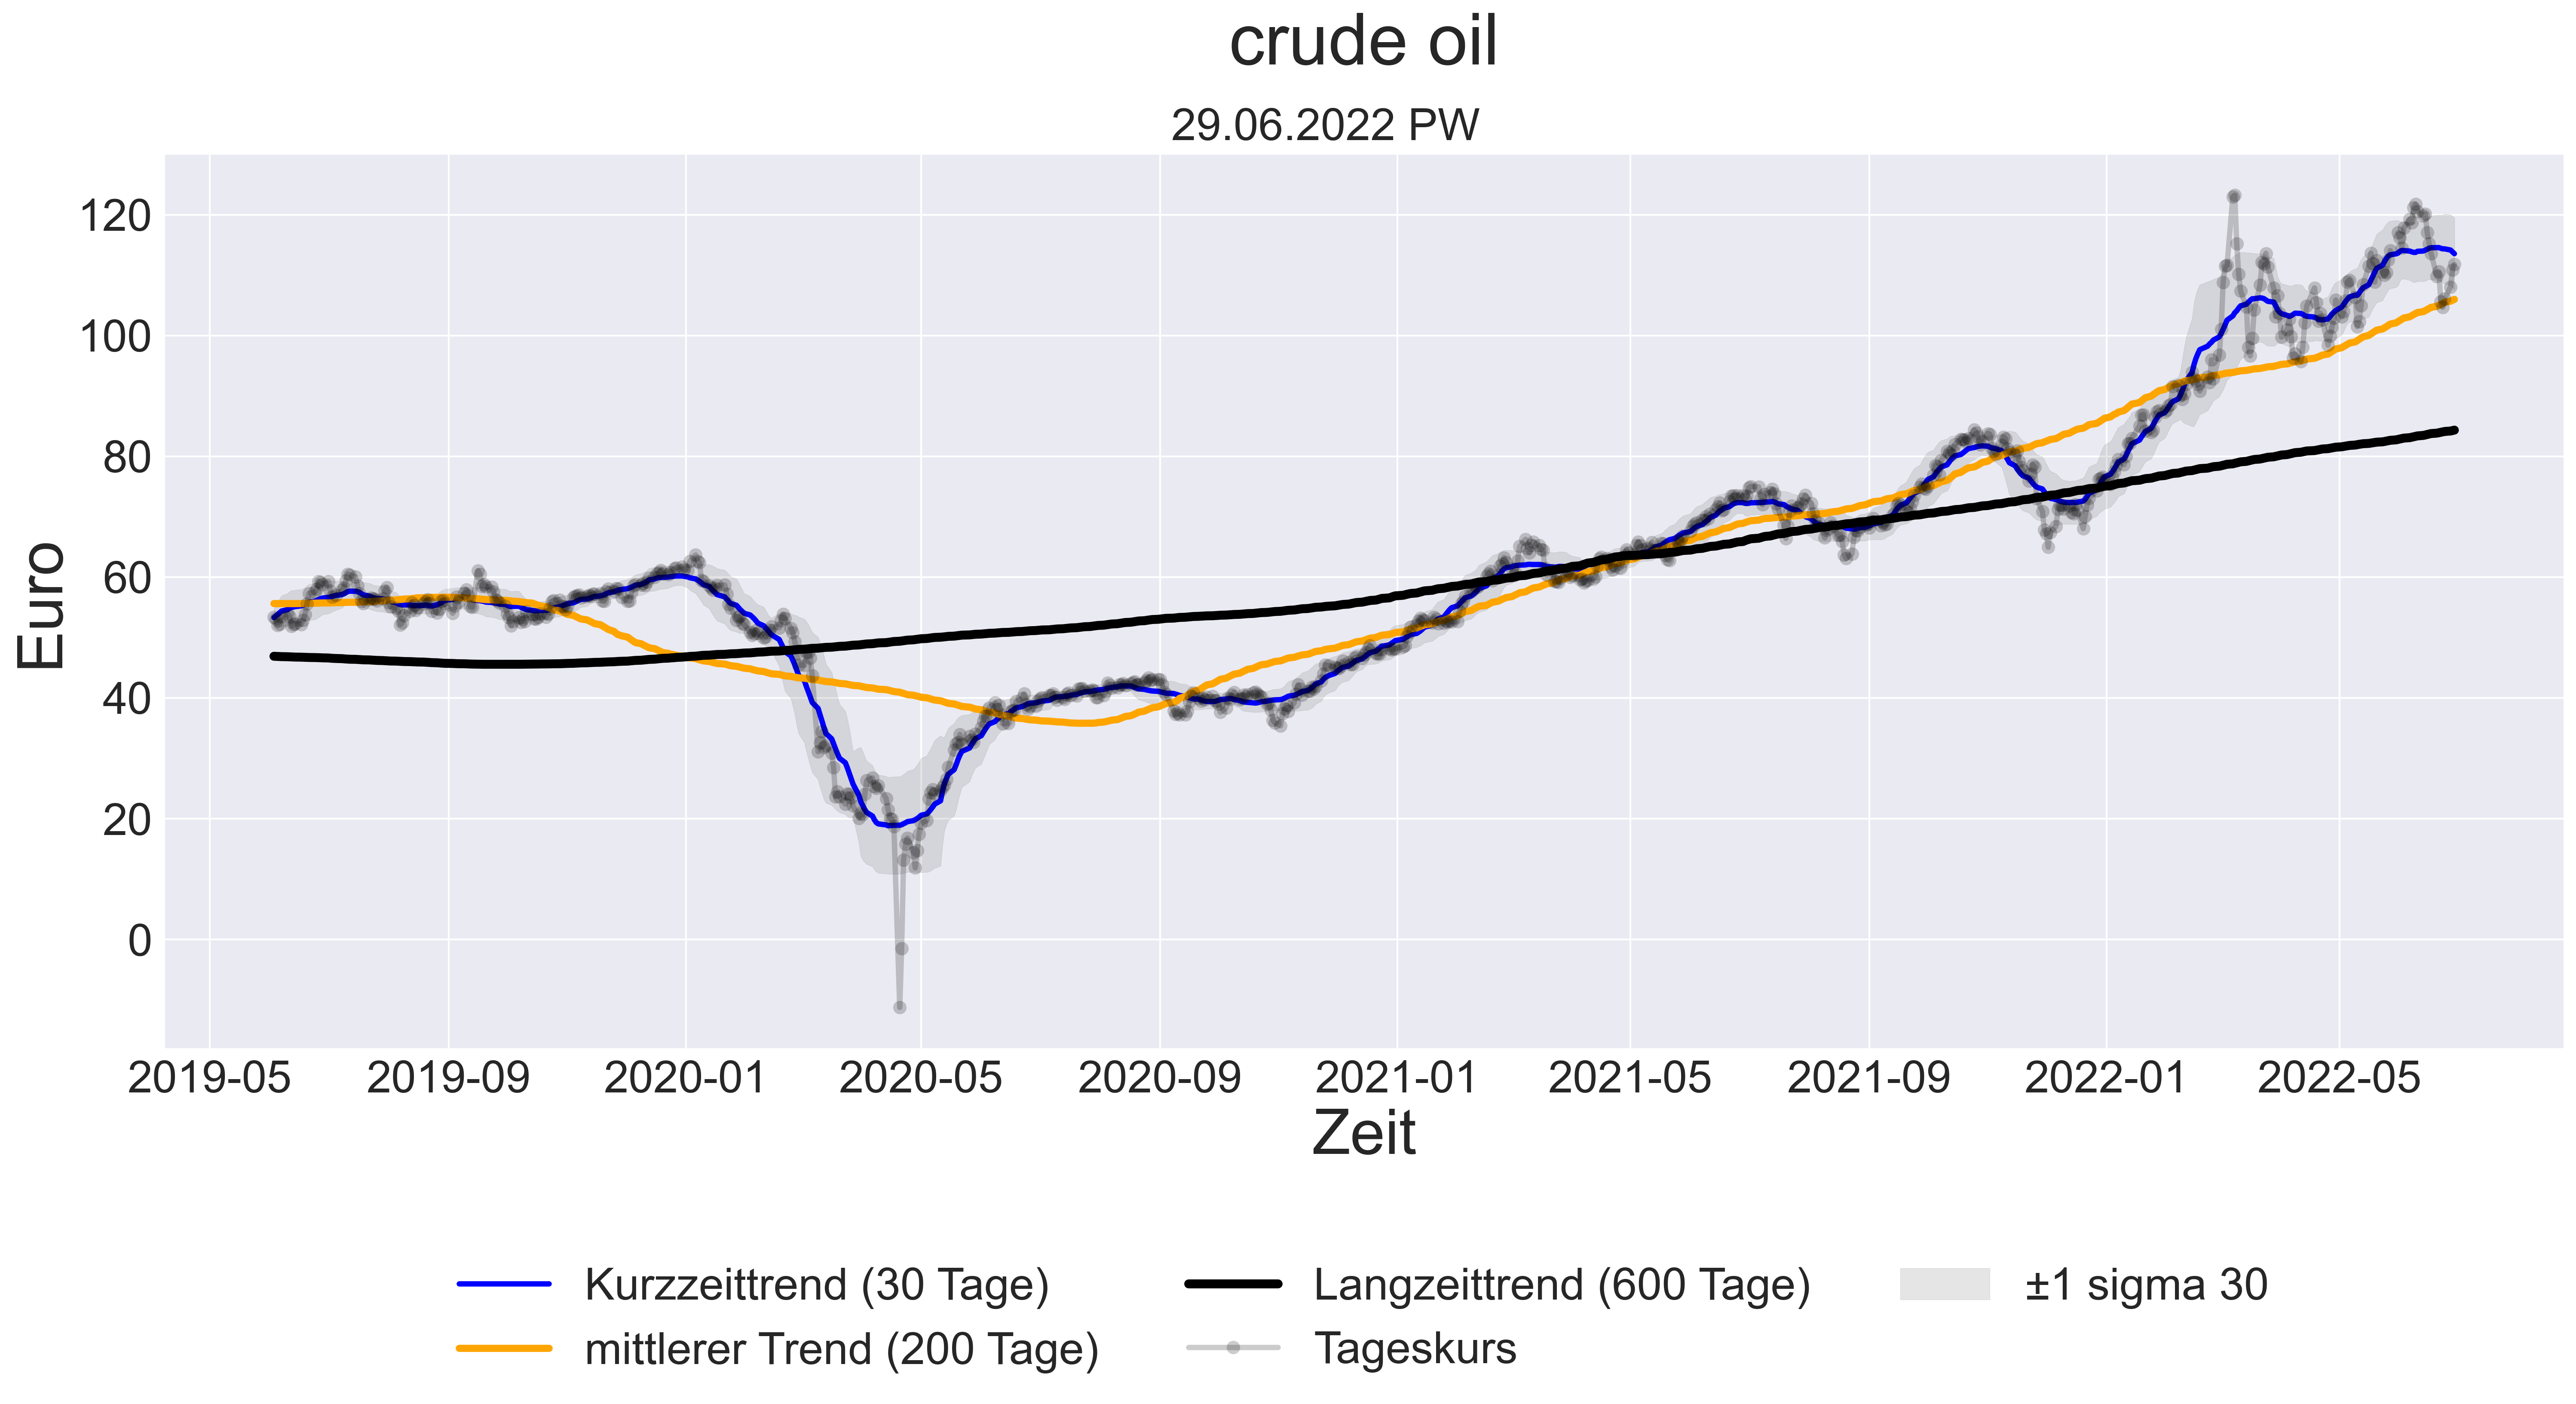 crude oil
29.06.2022 PW
Euro
120
100
80
60
40
20
0
2019-05 2019-09 2020-01 2020-05 2020-09 2021-01 2021-05 2021-09 2022-01 2022-05
Zeit
Kurzzeittrend (30 Tage) Langzeittrend (600 Tage) ±1 sigma 30
mittlerer Trend (200 Tage) Tageskurs